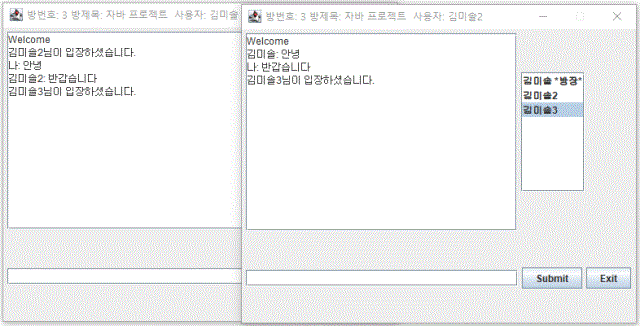 방번호: 3 방제목: 자바 프로젝트 사용자: 김미솔
Welcome
김미솔2님이 입장하셨습니다.
나: 안녕
김미솔2: 반갑습니다
김미솔3님이 입장하셨습니다.
방번호: 3 방제목: 자바 프로젝트 사용자: 김미솔2
Welcome
김미솔: 안녕
나: 반갑습니다
김미솔3님이 입장하셨습니다.
김미솔 *방장*
김미솔2
김미솔3
Submit
Exit